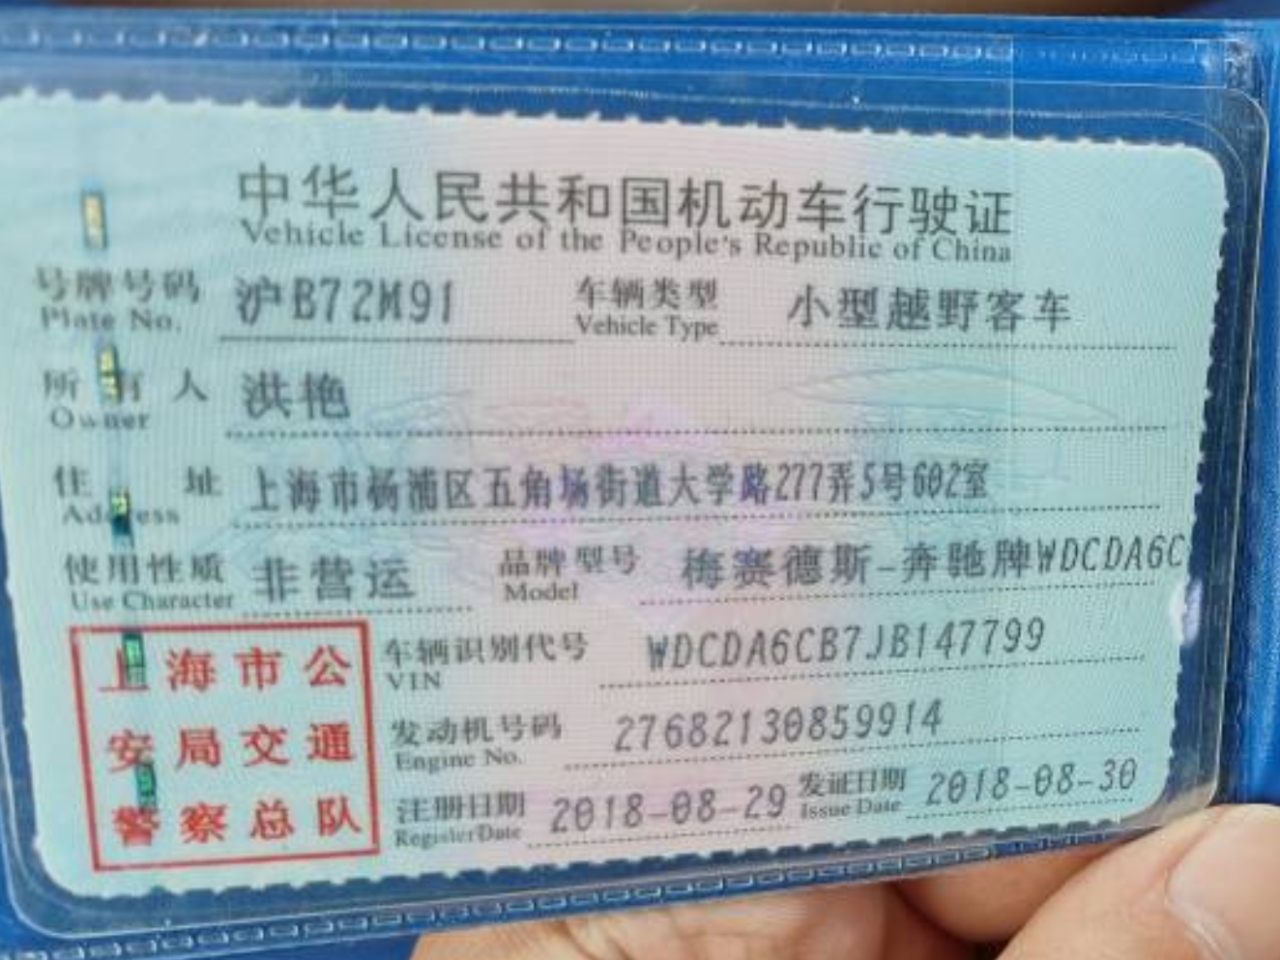 中华人民共和国机动车行驶证
Vehicle License of the People's Republic of China
号牌号码 沪B72M91 车辆类型 小型越野客车
Plate No. Vehicle Type
所有人 洪艳
Owner
住址 上海市杨浦区五角场街道大学路277弄5号602室
Address
使用性质 非营运 品牌型号 梅赛德斯-奔驰牌WDCDA6C
Use Character Model
上海市公
安局交通
警察总队
车辆识别代号 WDCDA6CB7JB147799
VIN
发动机号码 27682130859914
Engine No.
注册日期 2018-08-29 发证日期 2018-08-30
Register Date Issue Date